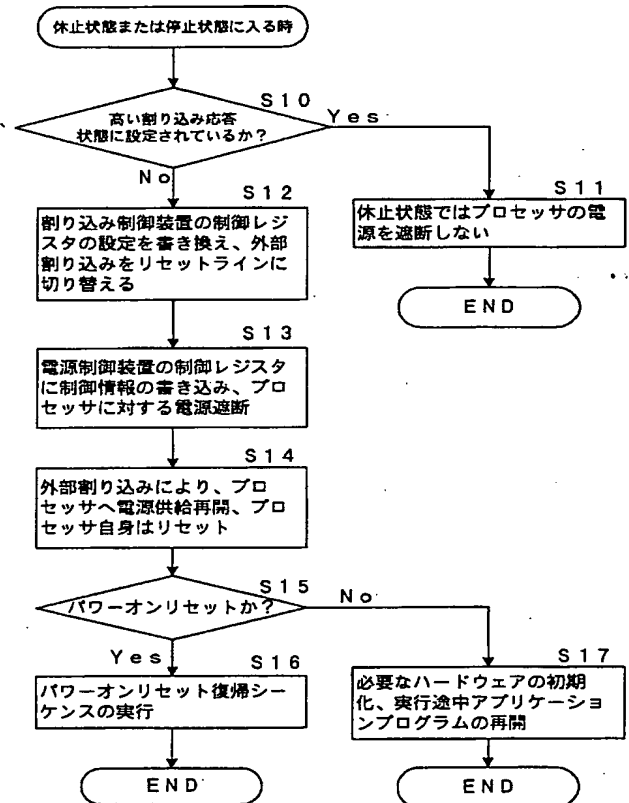 休止状態または停止状態に入る時
S10
高い割り込み応答
状態に設定されているか？
Yes
No
S11
休止状態ではプロセッサの電
源を遮断しない
END
S12
割り込み制御装置の制御レジ
スタの設定を書き換え、外部
割り込みをリセットラインに
切り替える
S13
電源制御装置の制御レジスタ
に制御情報の書き込み、プロ
セッサに対する電源遮断
S14
外部割り込みにより、プロ
セッサへ電源供給再開、プロ
セッサ自身はリセット
S15
パワーオンリセットか？
No
Yes
S16
パワーオンリセット復帰シー
ケンスの実行
END
S17
必要なハードウェアの初期
化、実行途中アプリケーショ
ンプログラムの再開
END